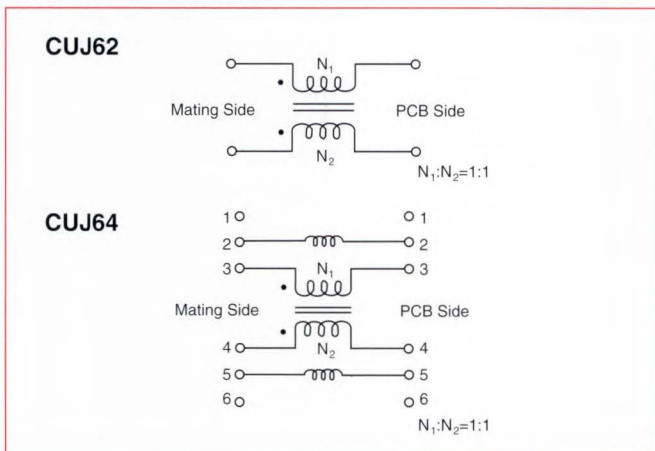 CUJ62
N₁
Mating Side PCB Side
N₂
N₁:N₂=1:1
CUJ64
1 1
2 2
3 N₁ 3
Mating Side PCB Side
4 N₂ 4
5 5
6 6
N₁:N₂=1:1